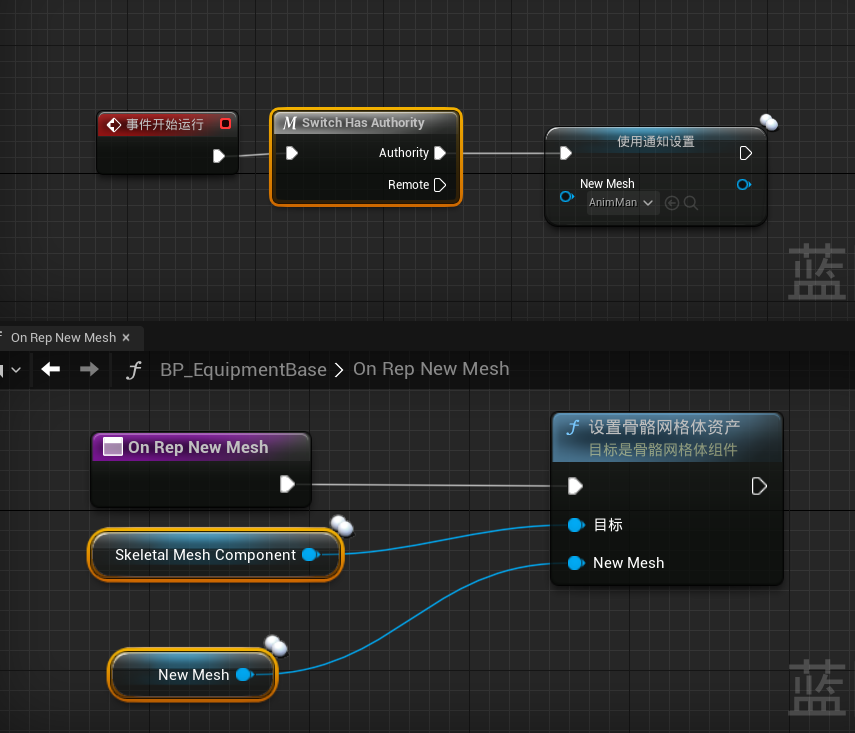 事件开始运行
Switch Has Authority
Authority
Remote
使用通知设置
New Mesh
AnimMan
蓝
On Rep New Mesh ×
BP_EquipmentBase > On Rep New Mesh
On Rep New Mesh
设置骨骼网格体资产
目标是骨骼网格体组件
Skeletal Mesh Component
目标
New Mesh
New Mesh
蓝